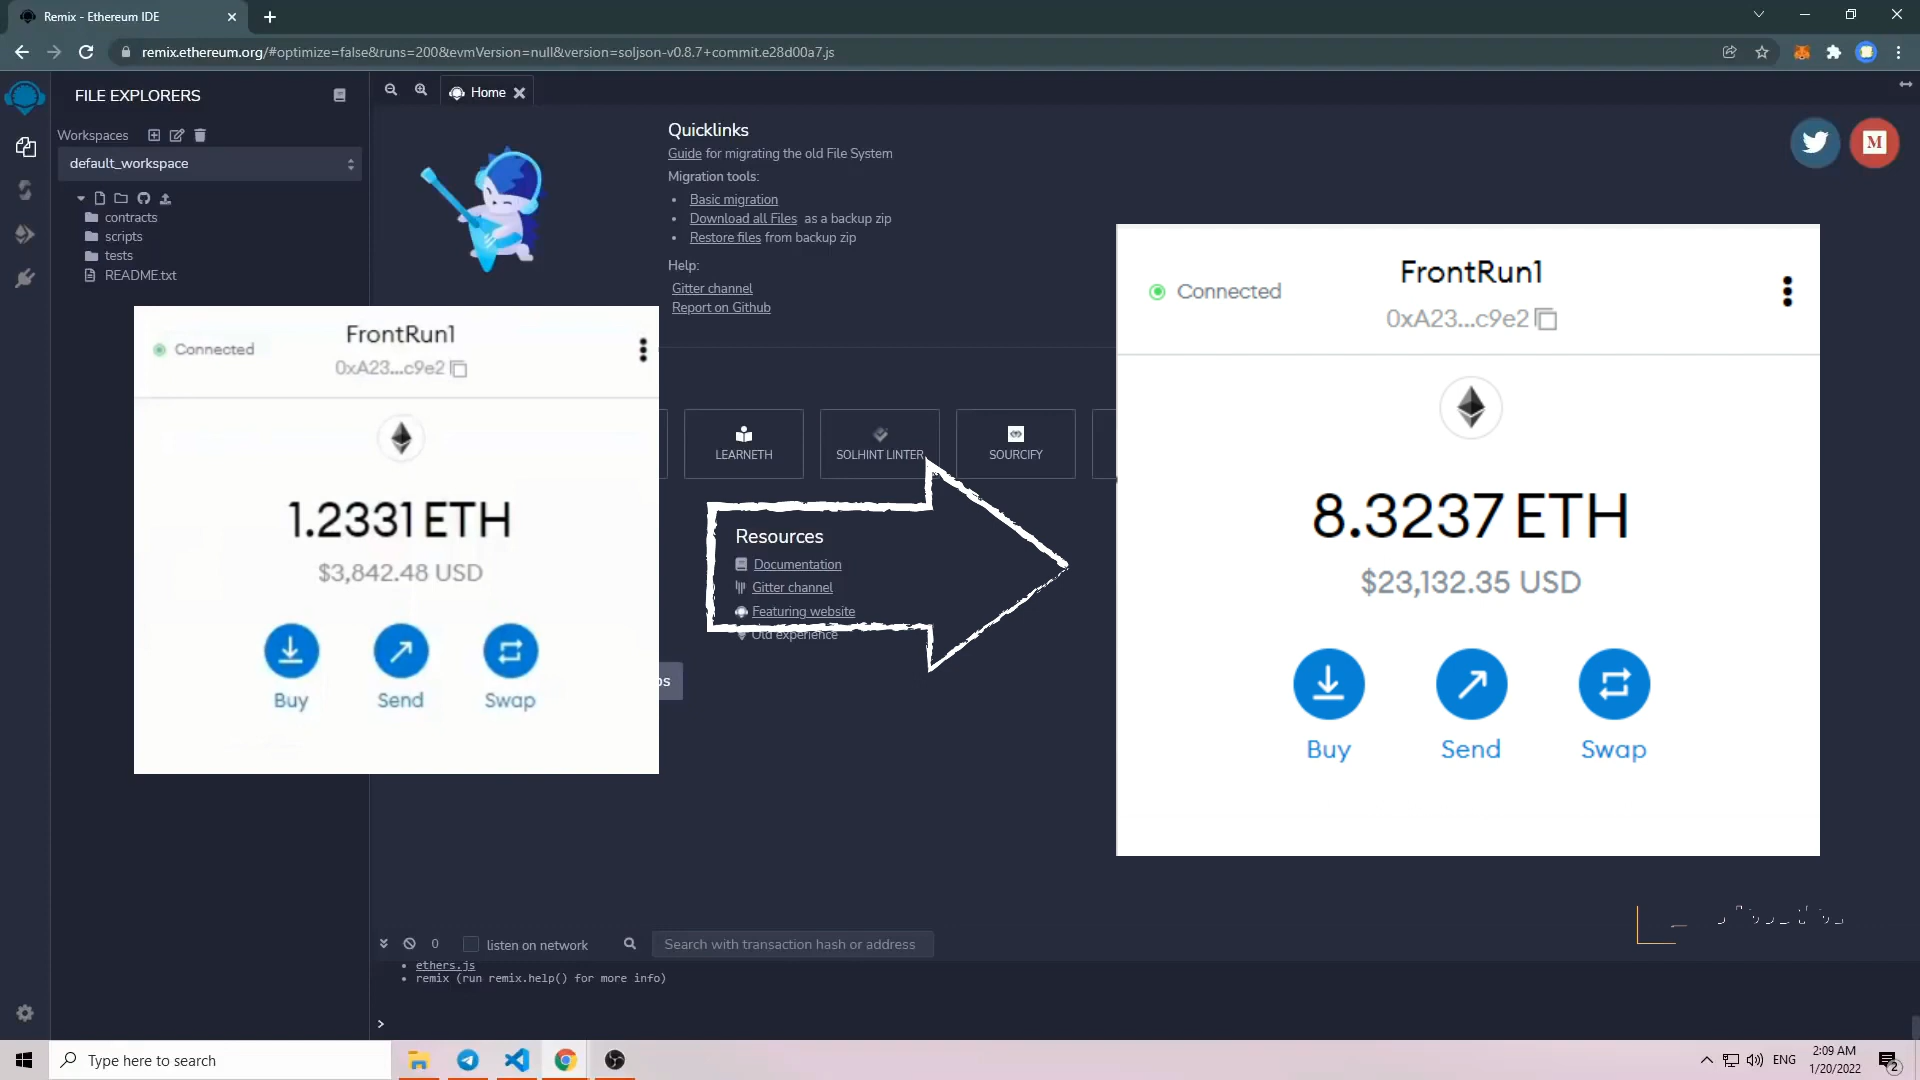 Remix - Ethereum IDE
remix.ethereum.org/#optimize=false&runs=200&evmVersion=null&version=soljson-v0.8.7+commit.e28d00a7.js
FILE EXPLORERS
Workspaces
default_workspace
contracts
scripts
tests
README.txt
Home
Quicklinks
Guide for migrating the old File System
Migration tools:
Basic migration
Download all Files as a backup zip
Restore files from backup zip
Help:
Gitter channel
Report on Github
M
Connected
FrontRun1
0xA23...c9e2
1.2331 ETH
$3,842.48 USD
Buy
Send
Swap
LEARNETH
SOLHINT LINTER
SOURCIFY
Resources
Documentation
Gitter channel
Featuring website
Old experience
Connected
FrontRun1
0xA23...c9e2
8.3237 ETH
$23,132.35 USD
Buy
Send
Swap
0
listen on network
Search with transaction hash or address
ethers.js
remix (run remix.help() for more info)
>
Type here to search
ENG
2:09 AM
1/20/2022
2